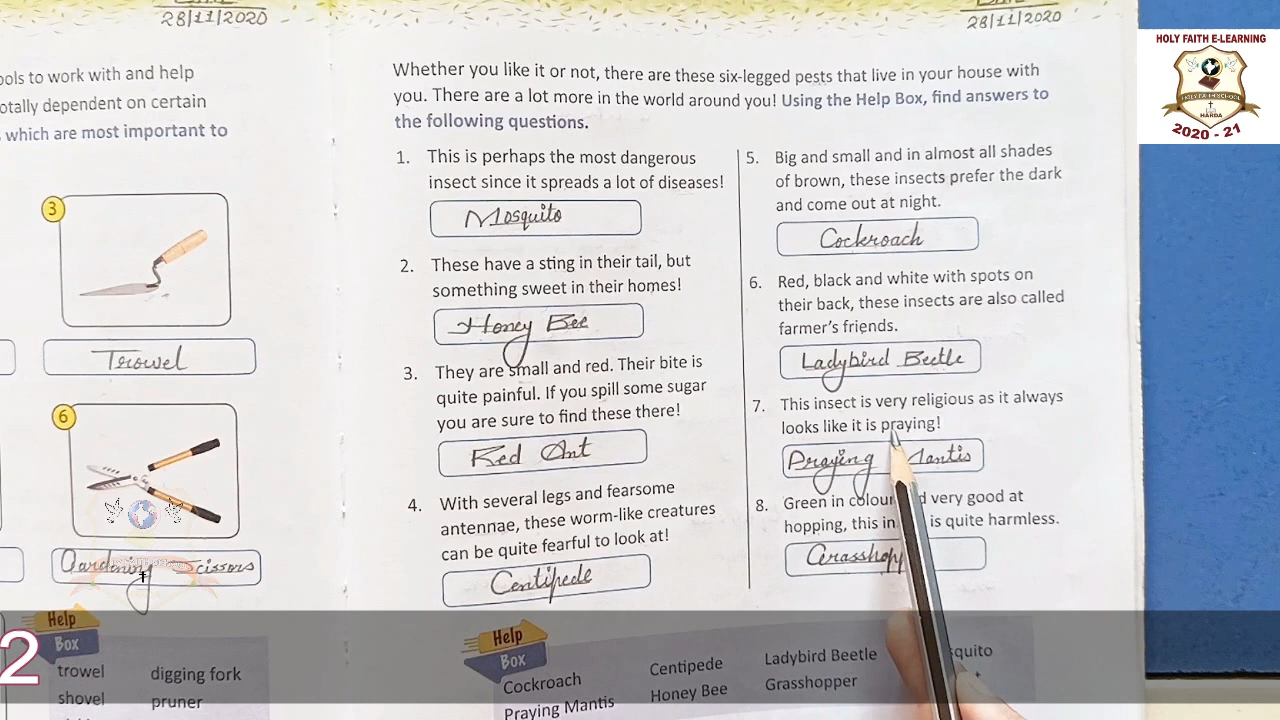 28/11/2020
ools to work with and help
otally dependent on certain
which are most important to
3
Trowel
6
Gardening Scissors
Help
Box
trowel digging fork
shovel pruner
2
28/11/2020
Whether you like it or not, there are these six-legged pests that live in your house with
you. There are a lot more in the world around you! Using the Help Box, find answers to
the following questions.
1. This is perhaps the most dangerous
insect since it spreads a lot of diseases!
Mosquito
2. These have a sting in their tail, but
something sweet in their homes!
Honey Bee
3. They are small and red. Their bite is
quite painful. If you spill some sugar
you are sure to find these there!
Red Ant
4. With several legs and fearsome
antennae, these worm-like creatures
can be quite fearful to look at!
Centipede
5. Big and small and in almost all shades
of brown, these insects prefer the dark
and come out at night.
Cockroach
6. Red, black and white with spots on
their back, these insects are also called
farmer's friends.
Ladybird Beetle
7. This insect is very religious as it always
looks like it is praying!
Praying Mantis
8. Green in colour d very good at
hopping, this in is quite harmless.
Grasshopp
Help
Box
Cockroach Centipede Ladybird Beetle squito
Praying Mantis Honey Bee Grasshopper
HOLY FAITH E-LEARNING
HOLY FAITH SCHOOL
HARDA
2020 - 21